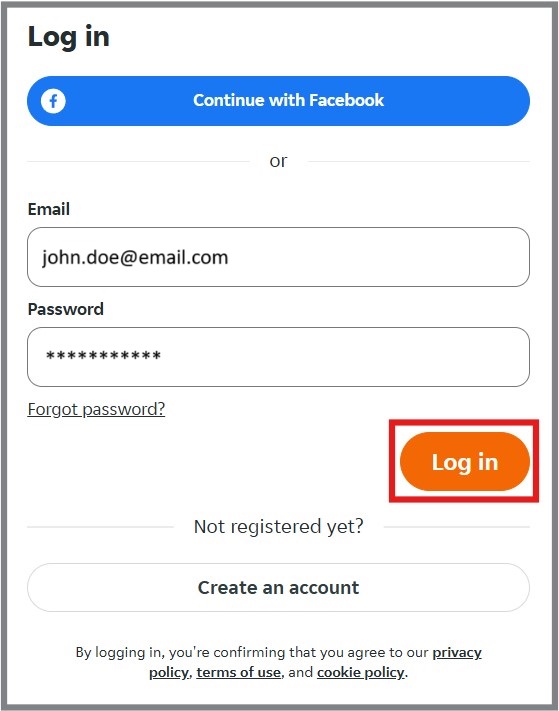 Log in
Continue with Facebook
or
Email
john.doe@email.com
Password
***********
Forgot password?
Log in
Not registered yet?
Create an account
By logging in, you're confirming that you agree to our privacy
policy, terms of use, and cookie policy.